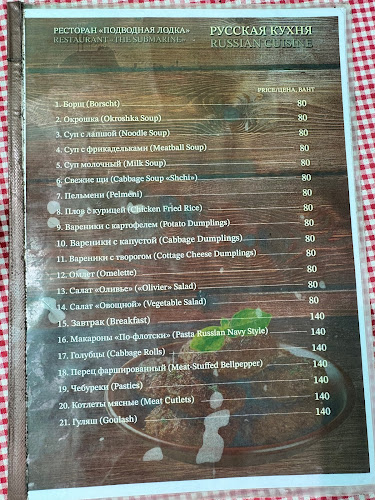 РЕСТОРАН «ПОДВОДНАЯ ЛОДКА»
RESTAURANT «THE SUBMARINE»
РУССКАЯ КУХНЯ
RUSSIAN CUISINE
PRICE/ЦЕНА, BAHT
1. Борщ (Borscht) 80
2. Окрошка (Okroshka Soup) 80
3. Суп с лапшой (Noodle Soup) 80
4. Суп с фрикадельками (Meatball Soup) 80
5. Суп молочный (Milk Soup) 80
6. Свежие щи (Cabbage Soup «Shchi») 80
7. Пельмени (Pelmeni) 80
8. Плов с курицей (Chicken Fried Rice) 80
9. Вареники с картофелем (Potato Dumplings) 80
10. Вареники с капустой (Cabbage Dumplings) 80
11. Вареники с творогом (Cottage Cheese Dumplings) 80
12. Омлет (Omelette) 80
13. Салат «Оливье» («Olivier» Salad) 80
14. Салат «Овощной» (Vegetable Salad) 80
15. Завтрак (Breakfast) 140
16. Макароны «По-флотски» (Pasta Russian Navy Style) 140
17. Голубцы (Cabbage Rolls) 140
18. Перец фаршированный (Meat-Stuffed Bellpepper) 140
19. Чебуреки (Pasties) 140
20. Котлеты мясные (Meat Cutlets) 140
21. Гуляш (Goulash) 140